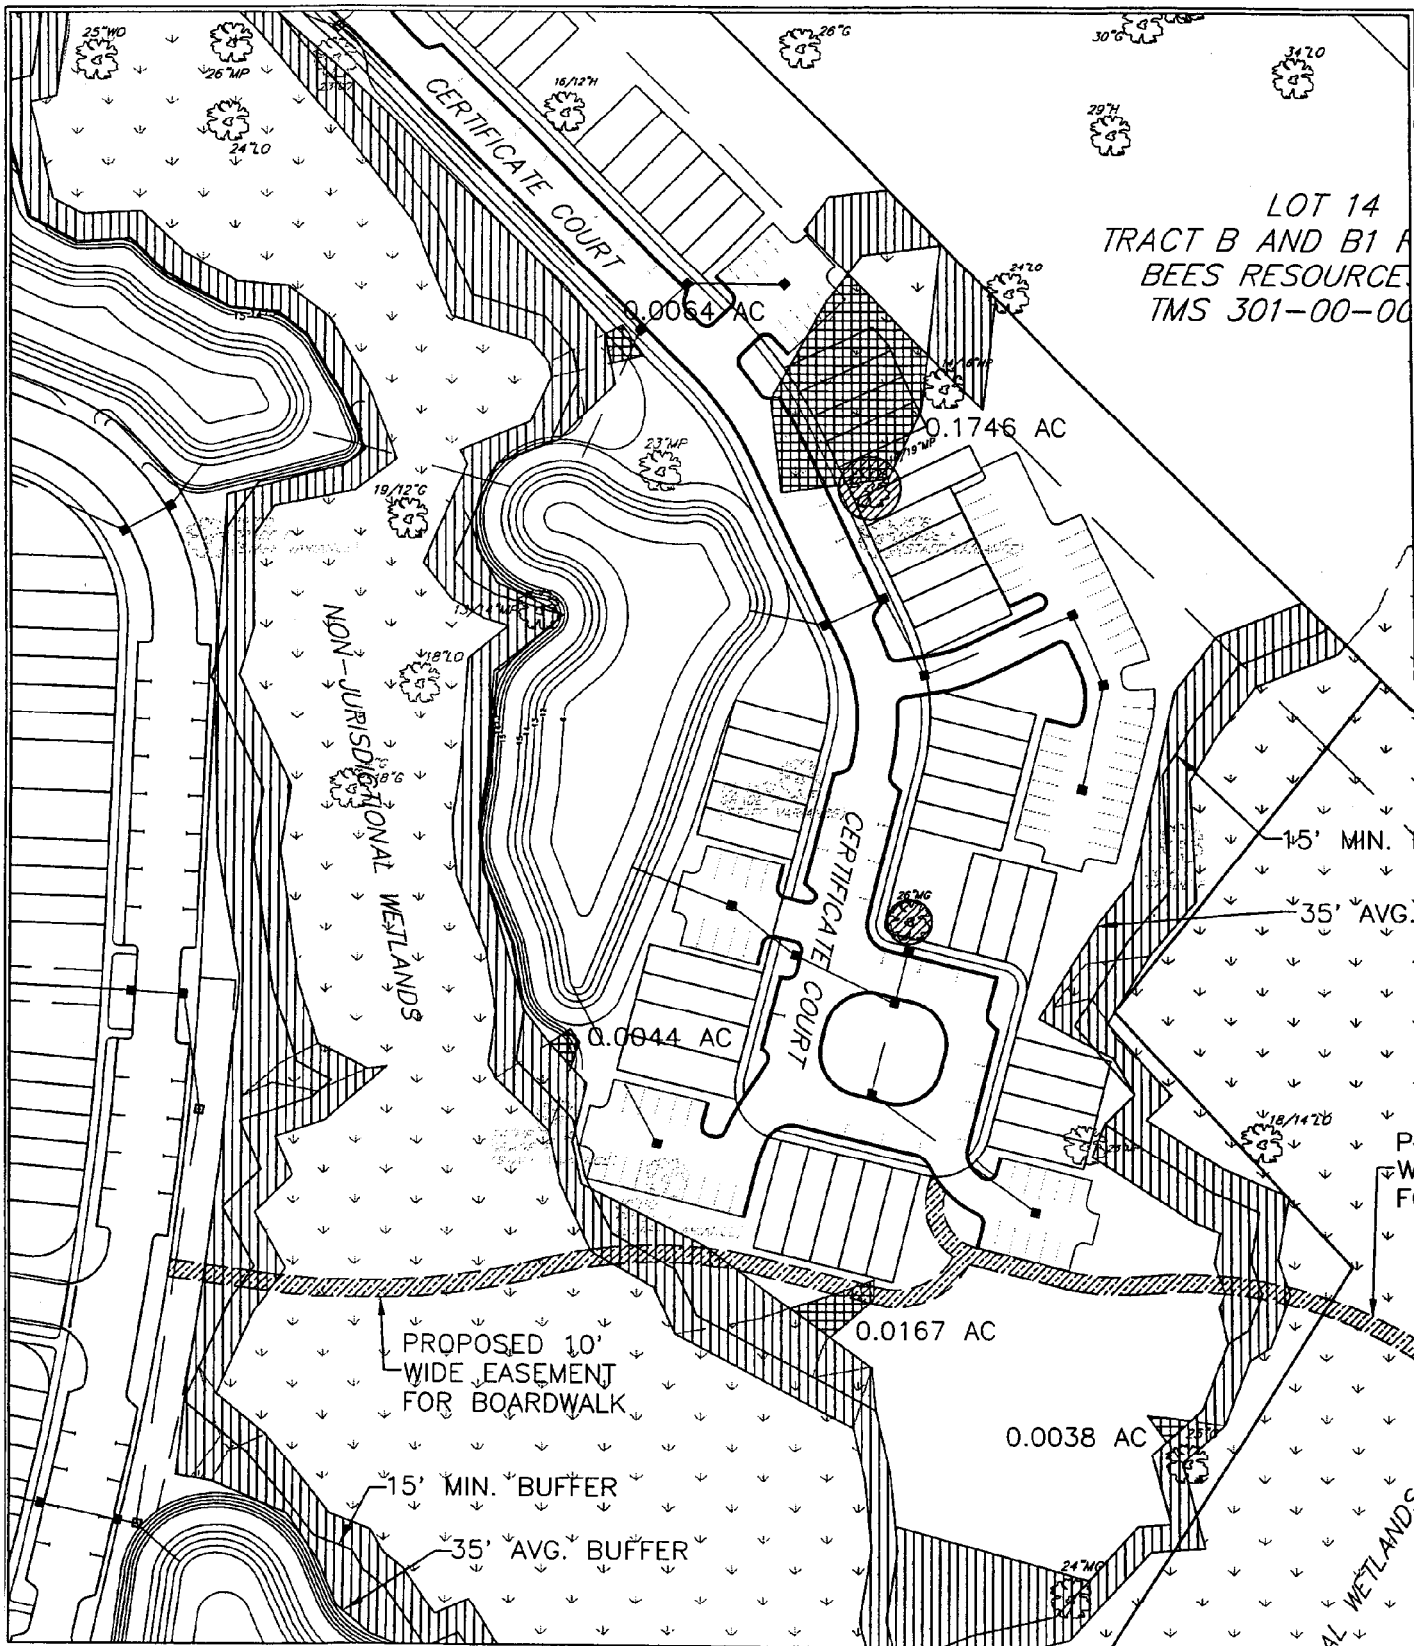 25"WO
26"MP
24"LO
16/12"H
26"G
30"G
34"LO
29"H
CERTIFICATE COURT
LOT 14
TRACT B AND B1
BEES RESOURCE
TMS 301-00-00
24"LO
0.0064 AC
0.1746 AC
23"MP
19/12"G
13/14"MP
18"LO
NON-JURISDICTIONAL WETLANDS
18"G
15' MIN.
35' AVG.
CERTIFICATE COURT
26"MG
0.0044 AC
18/14"LO
PROPOSED 10'
WIDE EASEMENT
FOR BOARDWALK
0.0167 AC
0.0038 AC
15' MIN. BUFFER
35' AVG. BUFFER
24"MG
WETLANDS